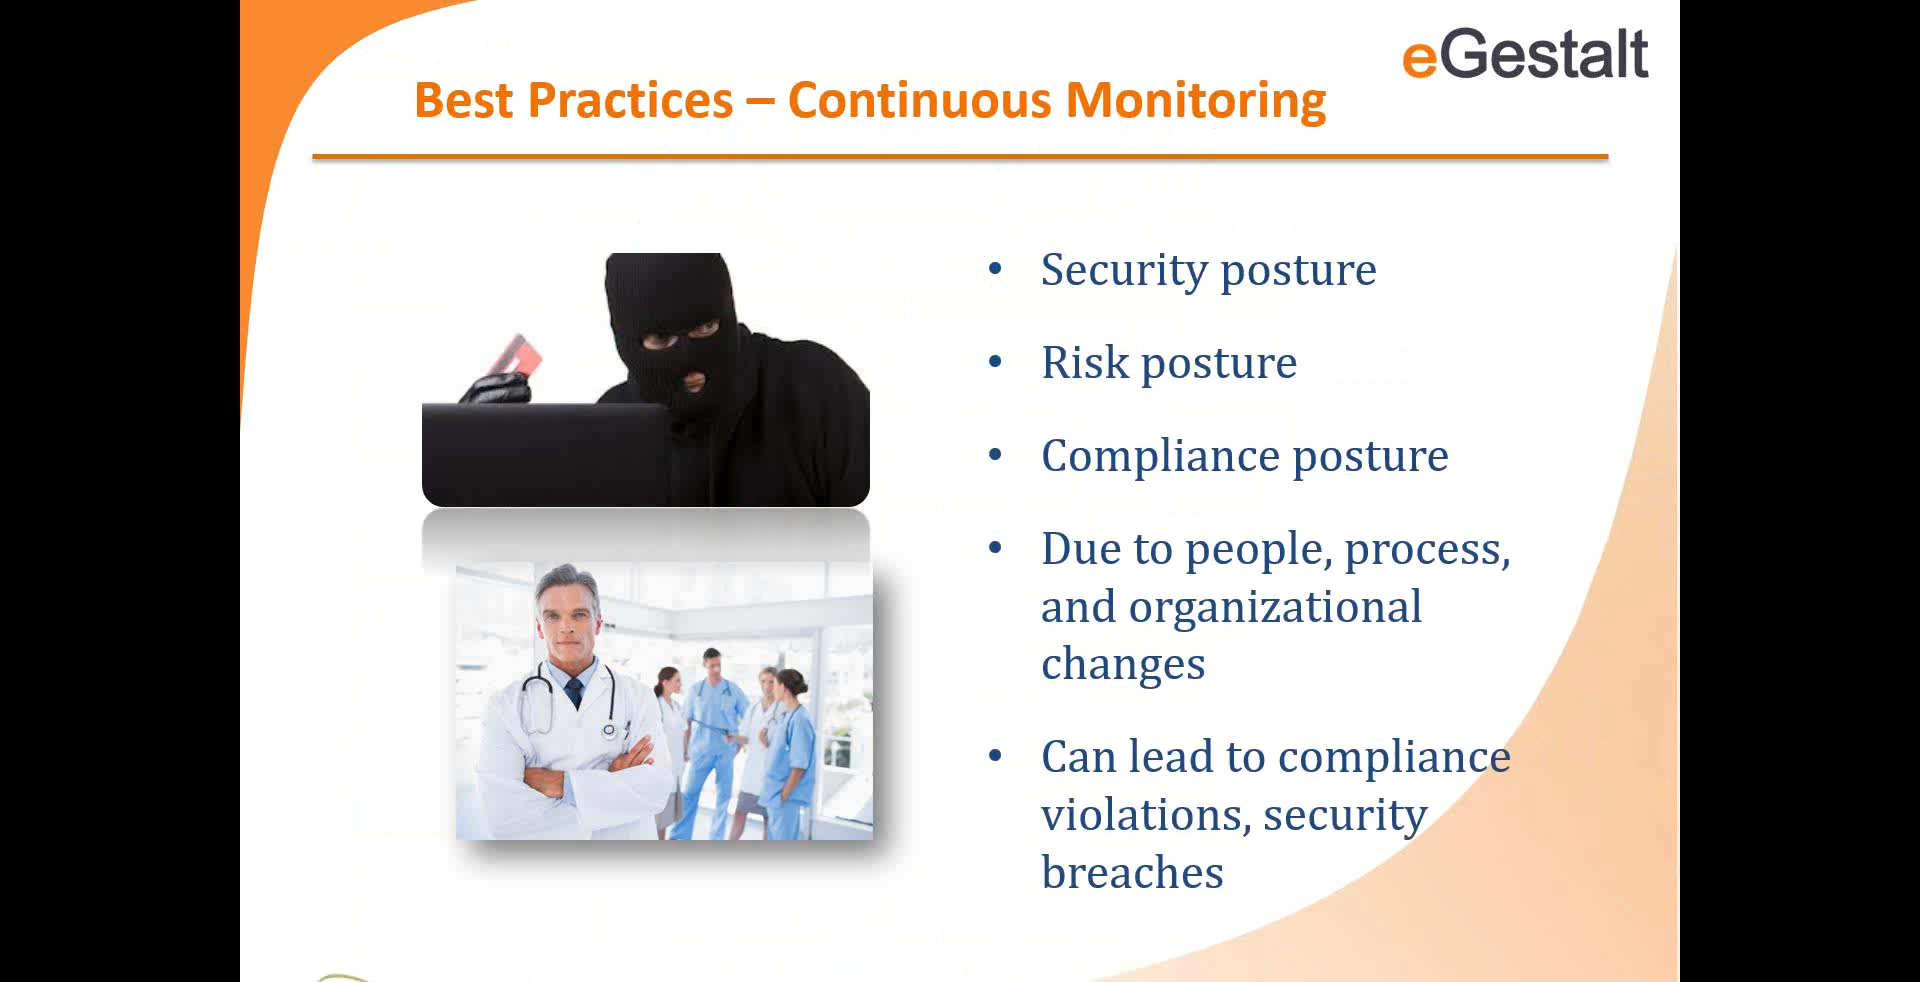 eGestalt
Best Practices – Continuous Monitoring
• Security posture
• Risk posture
• Compliance posture
• Due to people, process,
and organizational
changes
• Can lead to compliance
violations, security
breaches